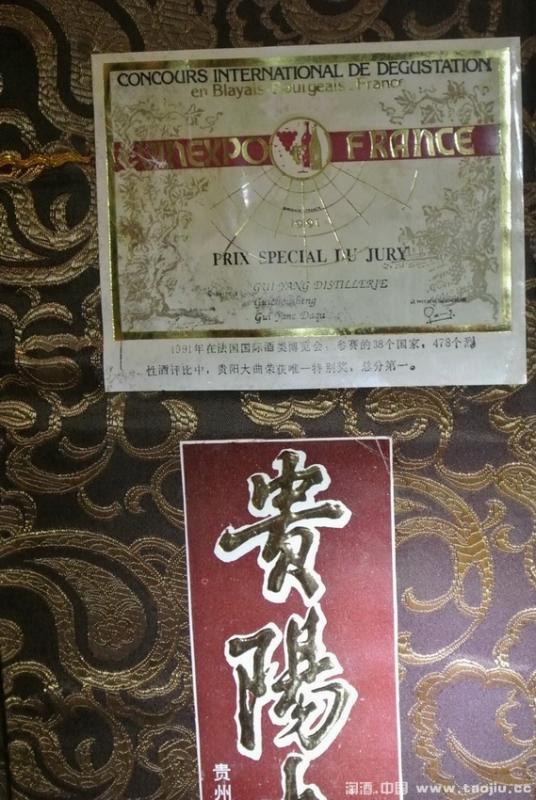 CONCOURS INTERNATIONAL DE DEGUSTATION
en Blayais Bourgeais France
VINEXPO FRANCE
1991
PRIX SPECIAL DU JURY
GUI YANG DISTILLERIE
Guizhousheng
Gui Yang Daqu
1991年在法国国际酒类博览会，参赛的38个国家，478个烈
性酒评比中，贵阳大曲荣获唯一特别奖，总分第一。
貴陽
贵州
淘酒.中国 www.taojiu.cc